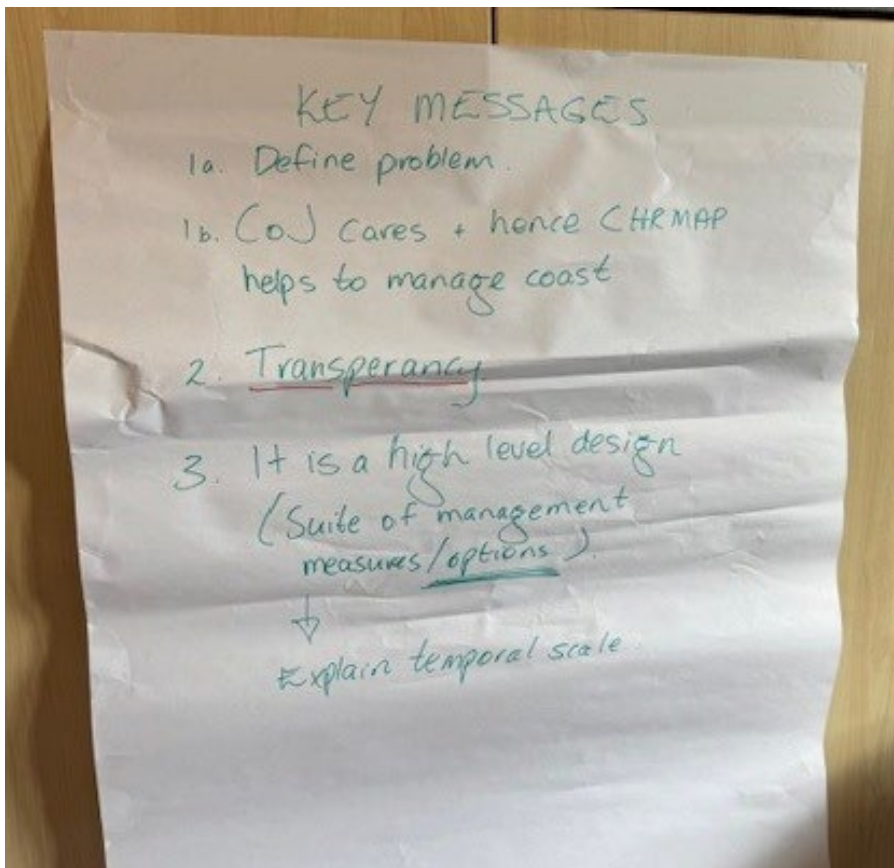 KEY MESSAGES
1a. Define problem.
1b. CoJ cares + hence CHRMAP
helps to manage coast
2. Transperancy
3. It is a high level design
(Suite of management
measures/options).
↓
Explain temporal scale.